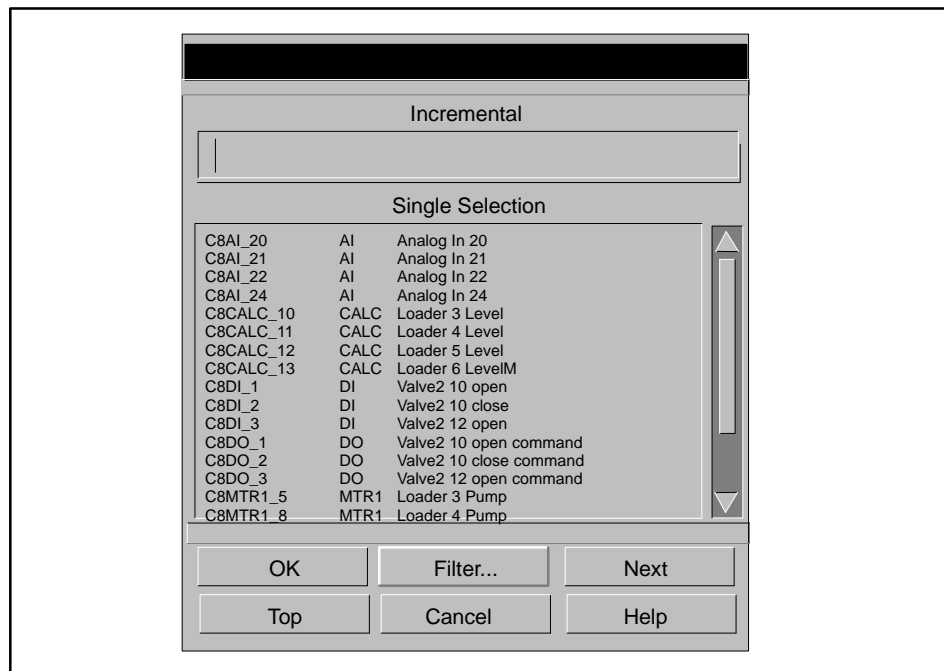 Incremental
Single Selection
C8AI_20 AI Analog In 20
C8AI_21 AI Analog In 21
C8AI_22 AI Analog In 22
C8AI_24 AI Analog In 24
C8CALC_10 CALC Loader 3 Level
C8CALC_11 CALC Loader 4 Level
C8CALC_12 CALC Loader 5 Level
C8CALC_13 CALC Loader 6 LevelM
C8DI_1 DI Valve2 10 open
C8DI_2 DI Valve2 10 close
C8DI_3 DI Valve2 12 open
C8DO_1 DO Valve2 10 open command
C8DO_2 DO Valve2 10 close command
C8DO_3 DO Valve2 12 open command
C8MTR1_5 MTR1 Loader 3 Pump
C8MTR1_8 MTR1 Loader 4 Pump
OK Filter... Next
Top Cancel Help